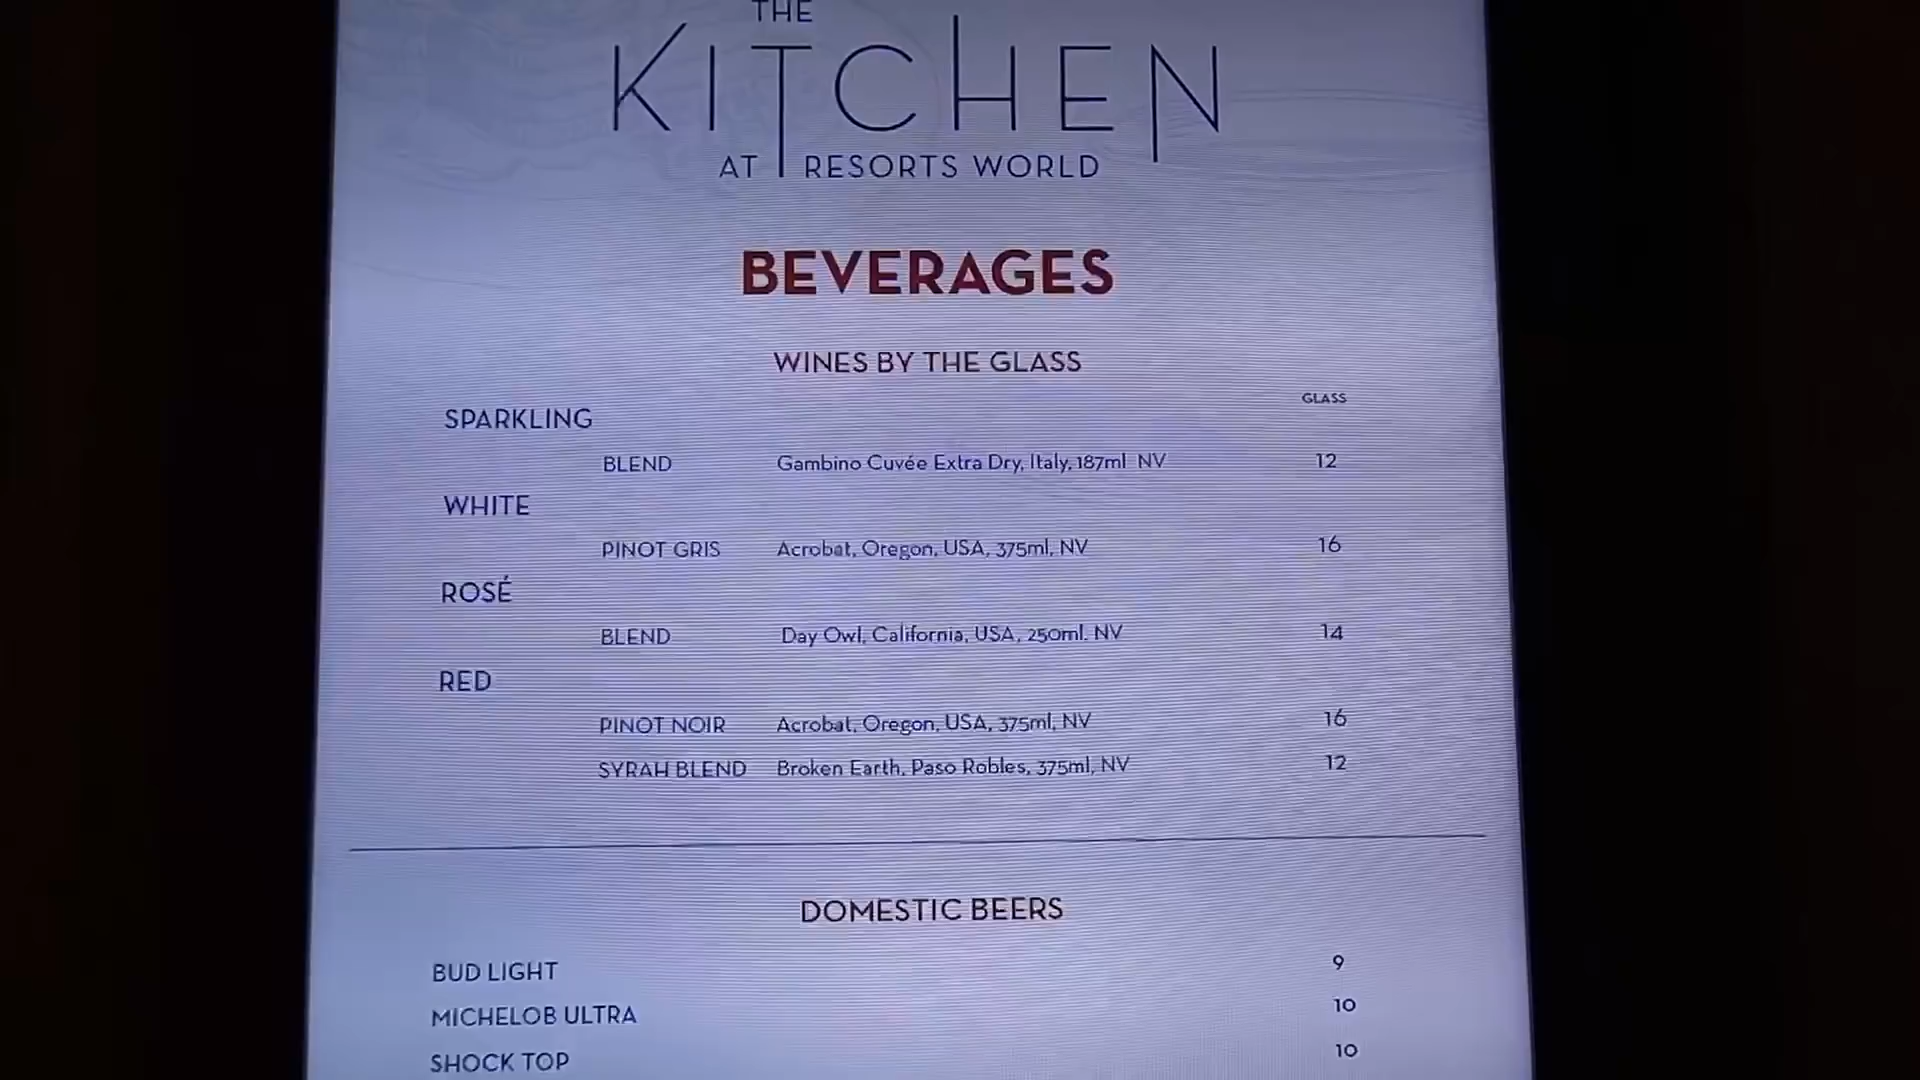 THE
KITCHEN
AT RESORTS WORLD
BEVERAGES
WINES BY THE GLASS
GLASS
SPARKLING
BLEND Gambino Cuvée Extra Dry, Italy, 187ml NV 12
WHITE
PINOT GRIS Acrobat, Oregon, USA, 375ml, NV 16
ROSÉ
BLEND Day Owl, California, USA, 250ml. NV 14
RED
PINOT NOIR Acrobat, Oregon, USA, 375ml, NV 16
SYRAH BLEND Broken Earth, Paso Robles, 375ml, NV 12
DOMESTIC BEERS
BUD LIGHT 9
MICHELOB ULTRA 10
SHOCK TOP 10